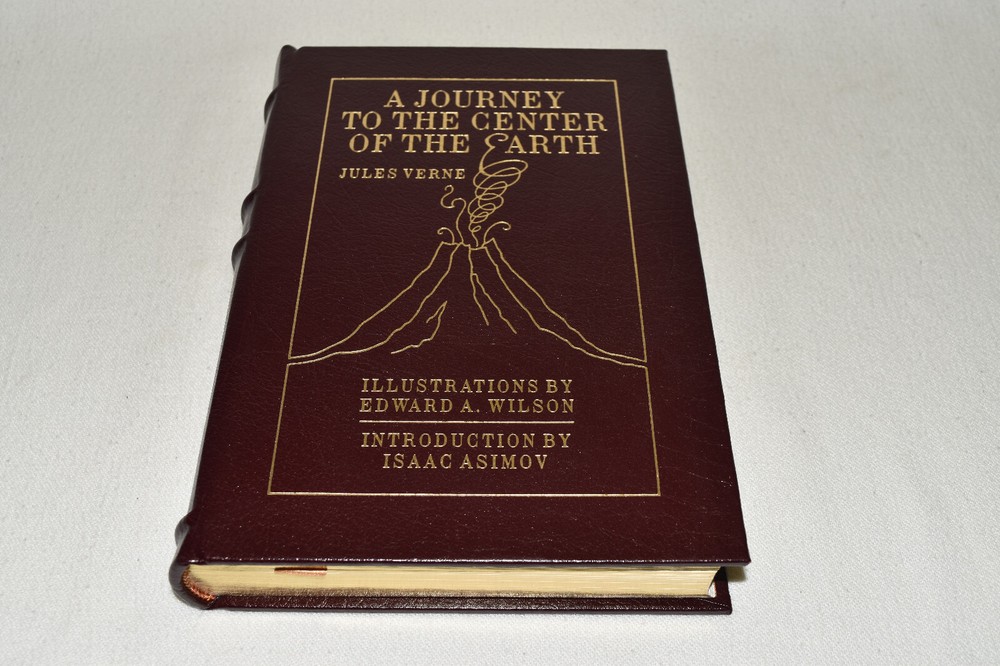 A JOURNEY
TO THE CENTER
OF THE EARTH
JULES VERNE
ILLUSTRATIONS BY
EDWARD A. WILSON
INTRODUCTION BY
ISAAC ASIMOV